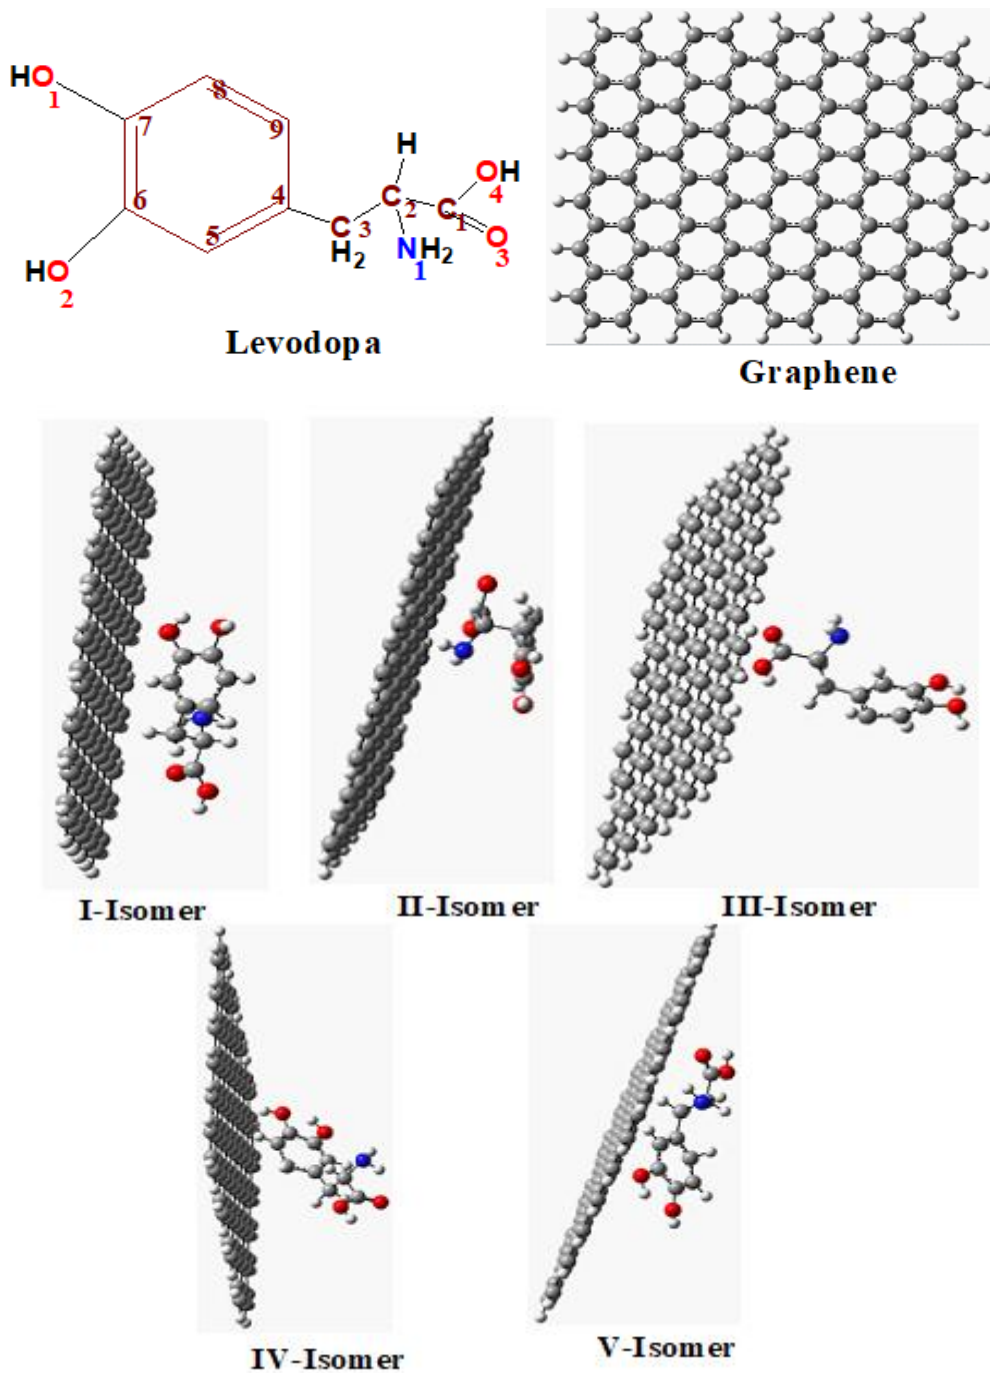 HO
1
7
8
9
6
5
4
HO
2
H
C
3
H2
C
2
NH2
1
C
1
OH
4
O
3
Levodopa
Graphene
I-Isomer
II-Isomer
III-Isomer
IV-Isomer
V-Isomer